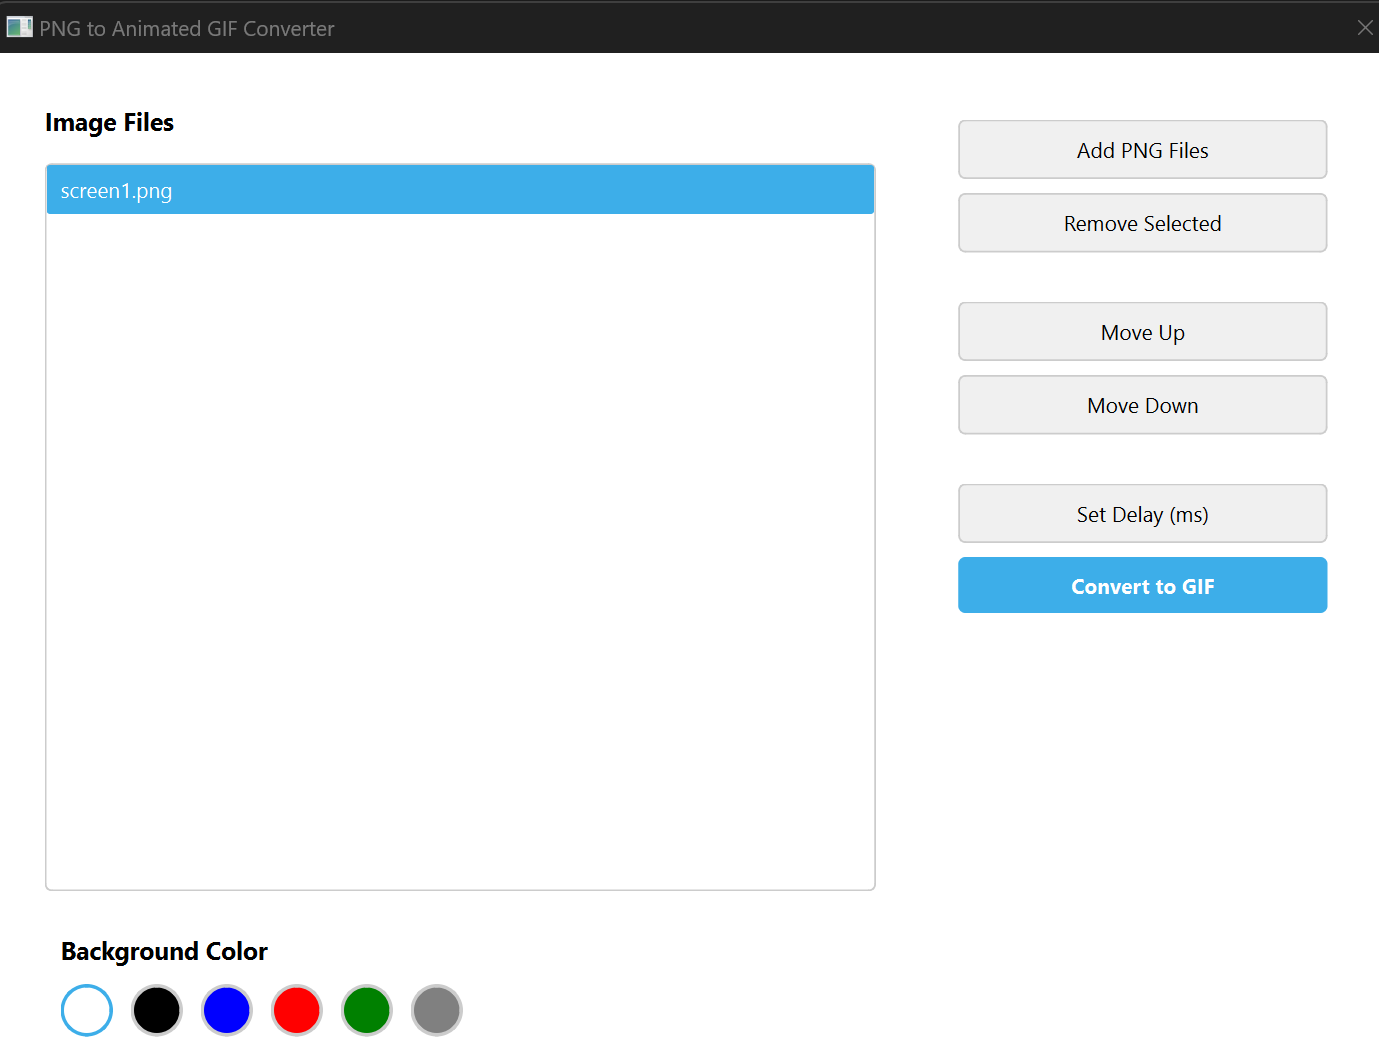 PNG to Animated GIF Converter
Image Files
screen1.png
Add PNG Files
Remove Selected
Move Up
Move Down
Set Delay (ms)
Convert to GIF
Background Color